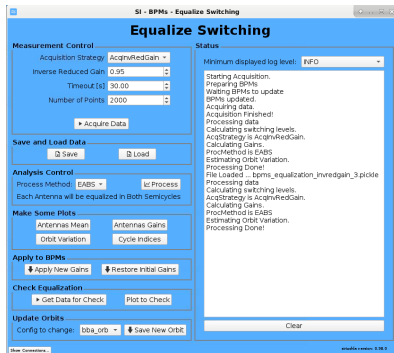 SI - BPMs - Equalize Switching
Equalize Switching
Measurement Control
Acquisition Strategy AcqInvRedGain
Inverse Reduced Gain 0.95
Timeout [s] 30.00
Number of Points 2000
Acquire Data
Save and Load Data
Save Load
Analysis Control
Process Method: EABS Process
Each Antenna will be equalized in Both Semicycles
Make Some Plots
Antennas Mean Antennas Gains
Orbit Variation Cycle Indices
Apply to BPMs
Apply New Gains Restore Initial Gains
Check Equalization
Get Data for Check Plot to Check
Update Orbits
Config to change: bba_orb Save New Orbit
Show Connections...
Status
Minimum displayed log level: INFO
Starting Acquisition.
Preparing BPMs
Waiting BPMs to update
BPMs updated.
Acquiring data.
Acquisition Finished!
Processing data
Calculating switching levels.
AcqStrategy is AcqInvRedGain.
Calculating Gains.
ProcMethod is EABS
Estimating Orbit Variation.
Processing Done!
File Loaded ... bpms_equalization_invredgain_3.pickle
Processing data
Calculating switching levels.
AcqStrategy is AcqInvRedGain.
Calculating Gains.
ProcMethod is EABS
Estimating Orbit Variation.
Processing Done!
Clear